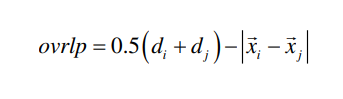 ovrlp = 0.5(d_i + d_j) − |x⃗_i − x⃗_j|